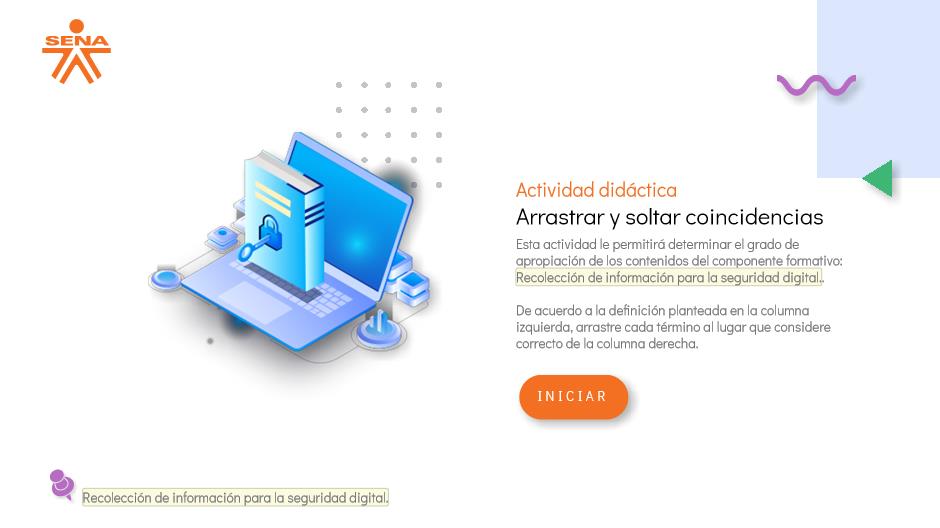 SENA
Actividad didáctica
Arrastrar y soltar coincidencias
Esta actividad le permitirá determinar el grado de
apropiación de los contenidos del componente formativo:
Recolección de información para la seguridad digital..
De acuerdo a la definición planteada en la columna
izquierda, arrastre cada término al lugar que considere
correcto de la columna derecha.
INICIAR
Recolección de información para la seguridad digital.